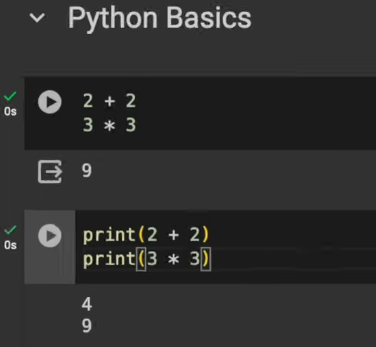 Python Basics
2 + 2
0s
3 * 3
9
print(2 + 2)
0s
print(3 * 3)
4
9